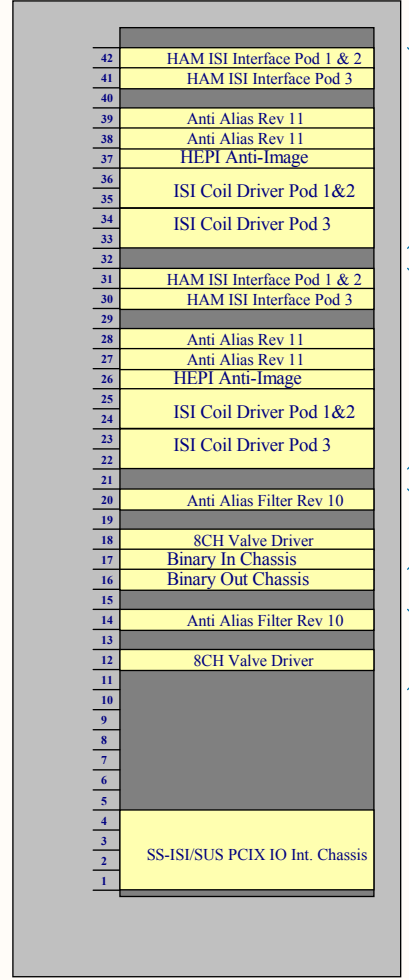 42 HAM ISI Interface Pod 1 & 2
41 HAM ISI Interface Pod 3
40
39 Anti Alias Rev 11
38 Anti Alias Rev 11
37 HEPI Anti-Image
36
ISI Coil Driver Pod 1&2
35
34
ISI Coil Driver Pod 3
33
32
31 HAM ISI Interface Pod 1 & 2
30 HAM ISI Interface Pod 3
29
28 Anti Alias Rev 11
27 Anti Alias Rev 11
26 HEPI Anti-Image
25
ISI Coil Driver Pod 1&2
24
23
ISI Coil Driver Pod 3
22
21
20 Anti Alias Filter Rev 10
19
18 8CH Valve Driver
17 Binary In Chassis
16 Binary Out Chassis
15
14 Anti Alias Filter Rev 10
13
12 8CH Valve Driver
11
10
9
8
7
6
5
4
3
SS-ISI/SUS PCIX IO Int. Chassis
2
1